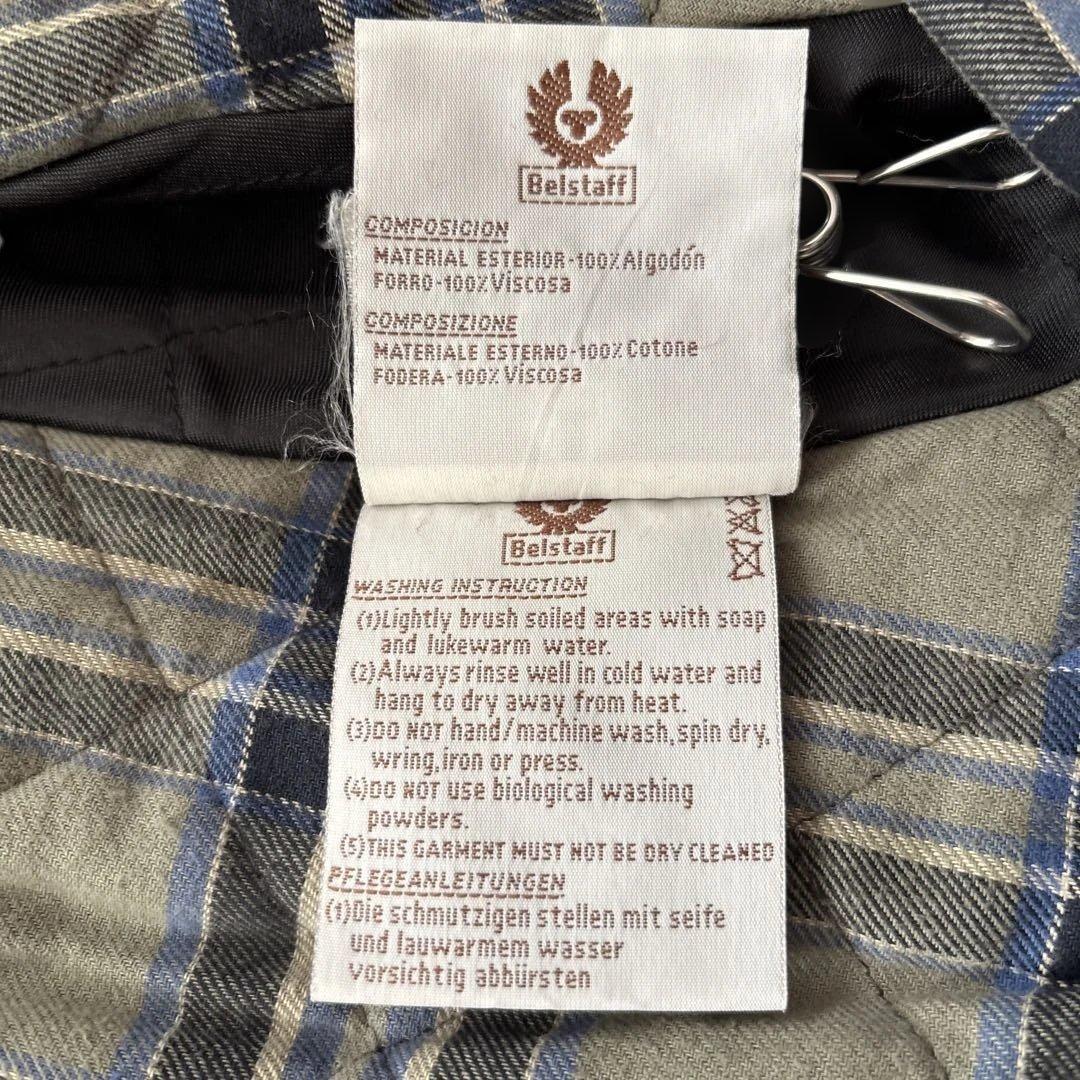 Belstaff
COMPOSICION
MATERIAL ESTERIOR-100%Algodón
FORRO-100%Viscosa
COMPOSIZIONE
MATERIALE ESTERNO-100%Cotone
FODERA-100%Viscosa
Belstaff
WASHING INSTRUCTION
(1)Lightly brush soiled areas with soap
and lukewarm water.
(2)Always rinse well in cold water and
hang to dry away from heat.
(3)DO NOT hand/machine wash,spin dry,
wring,iron or press.
(4)DO NOT use biological washing
powders.
(5)THIS GARMENT MUST NOT BE DRY CLEANED
PFLEGEANLEITUNGEN
(1)Die schmutzigen stellen mit seife
und lauwarmem wasser
vorsichtig abbürsten